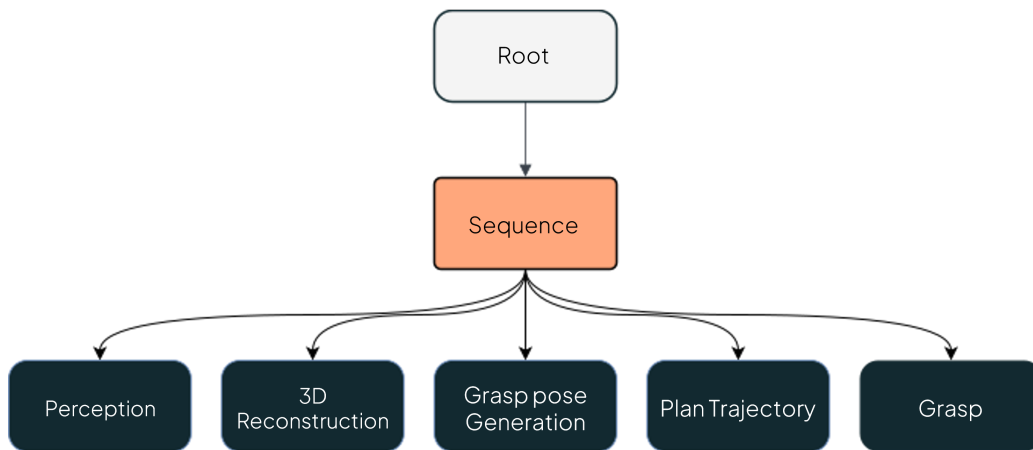 Root
Sequence
Perception
3D
Reconstruction
Grasp pose
Generation
Plan Trajectory
Grasp